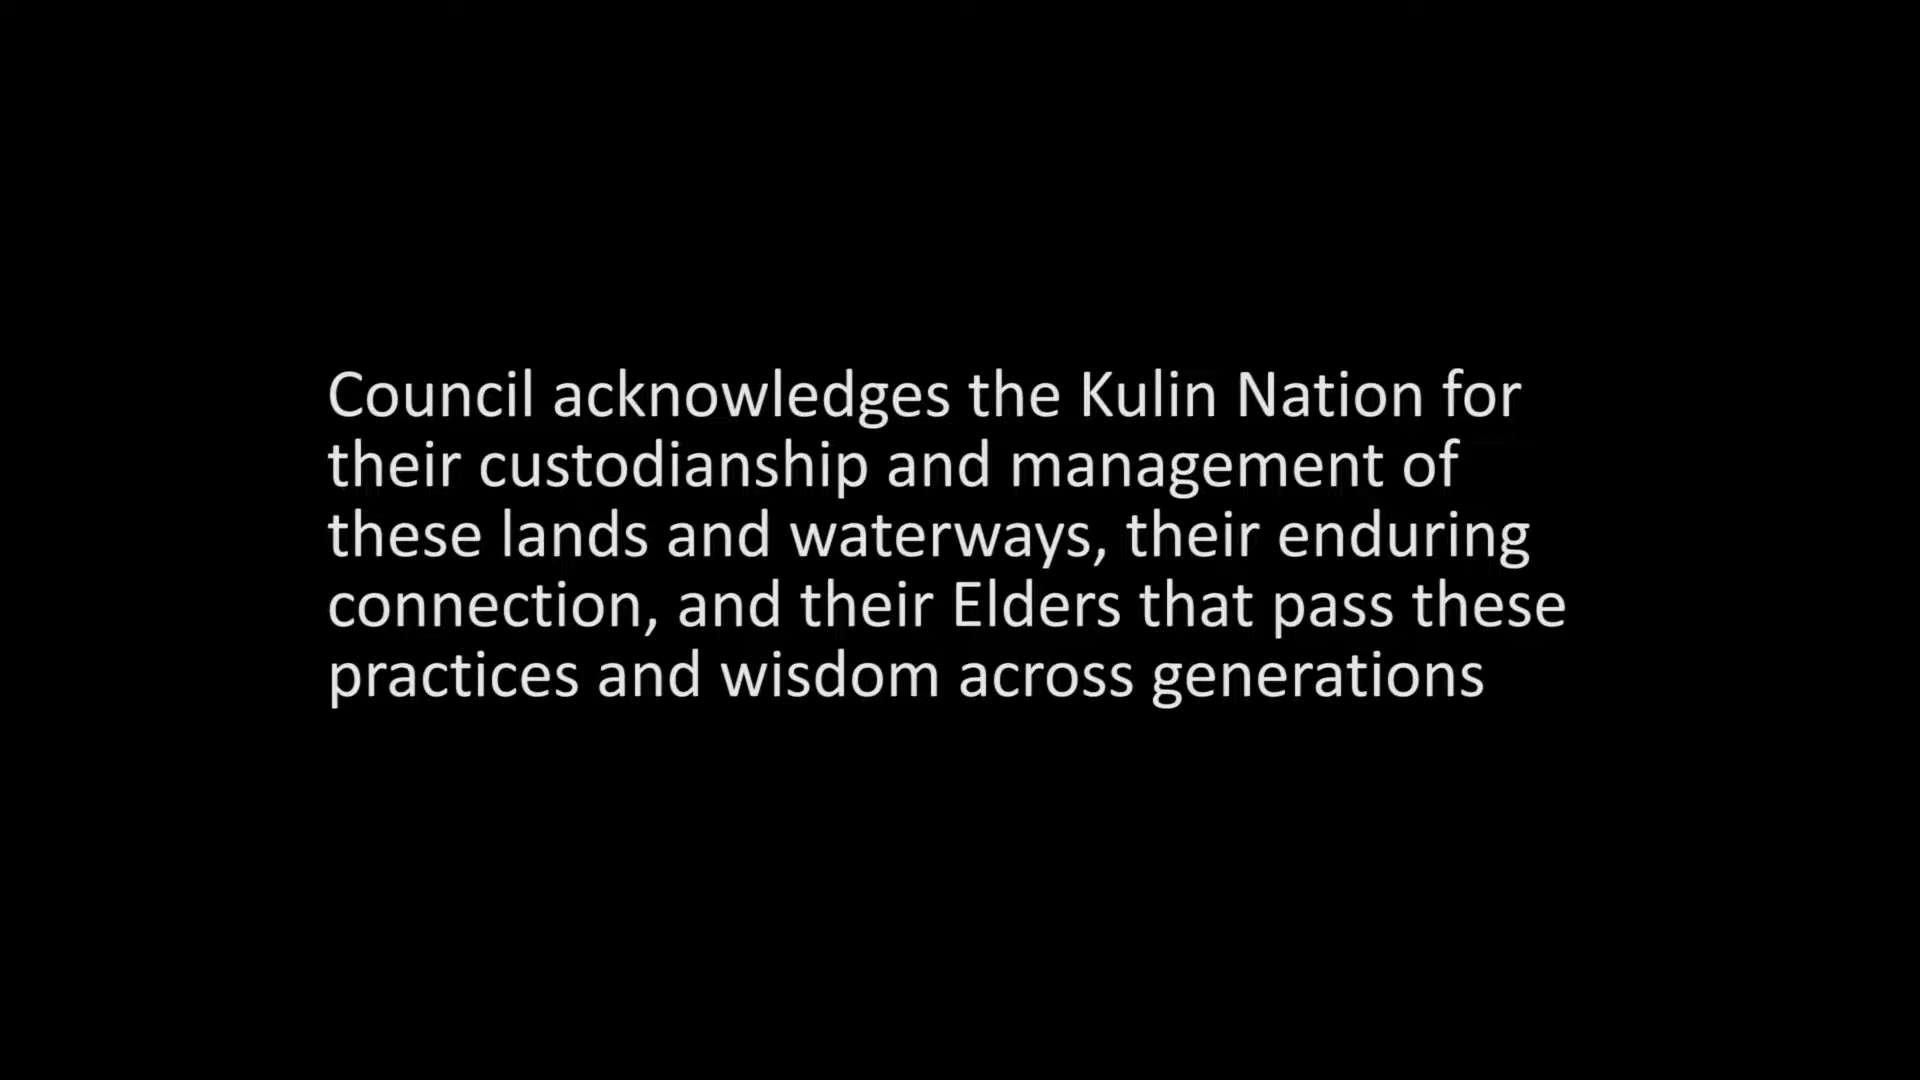 Council acknowledges the Kulin Nation for
their custodianship and management of
these lands and waterways, their enduring
connection, and their Elders that pass these
practices and wisdom across generations